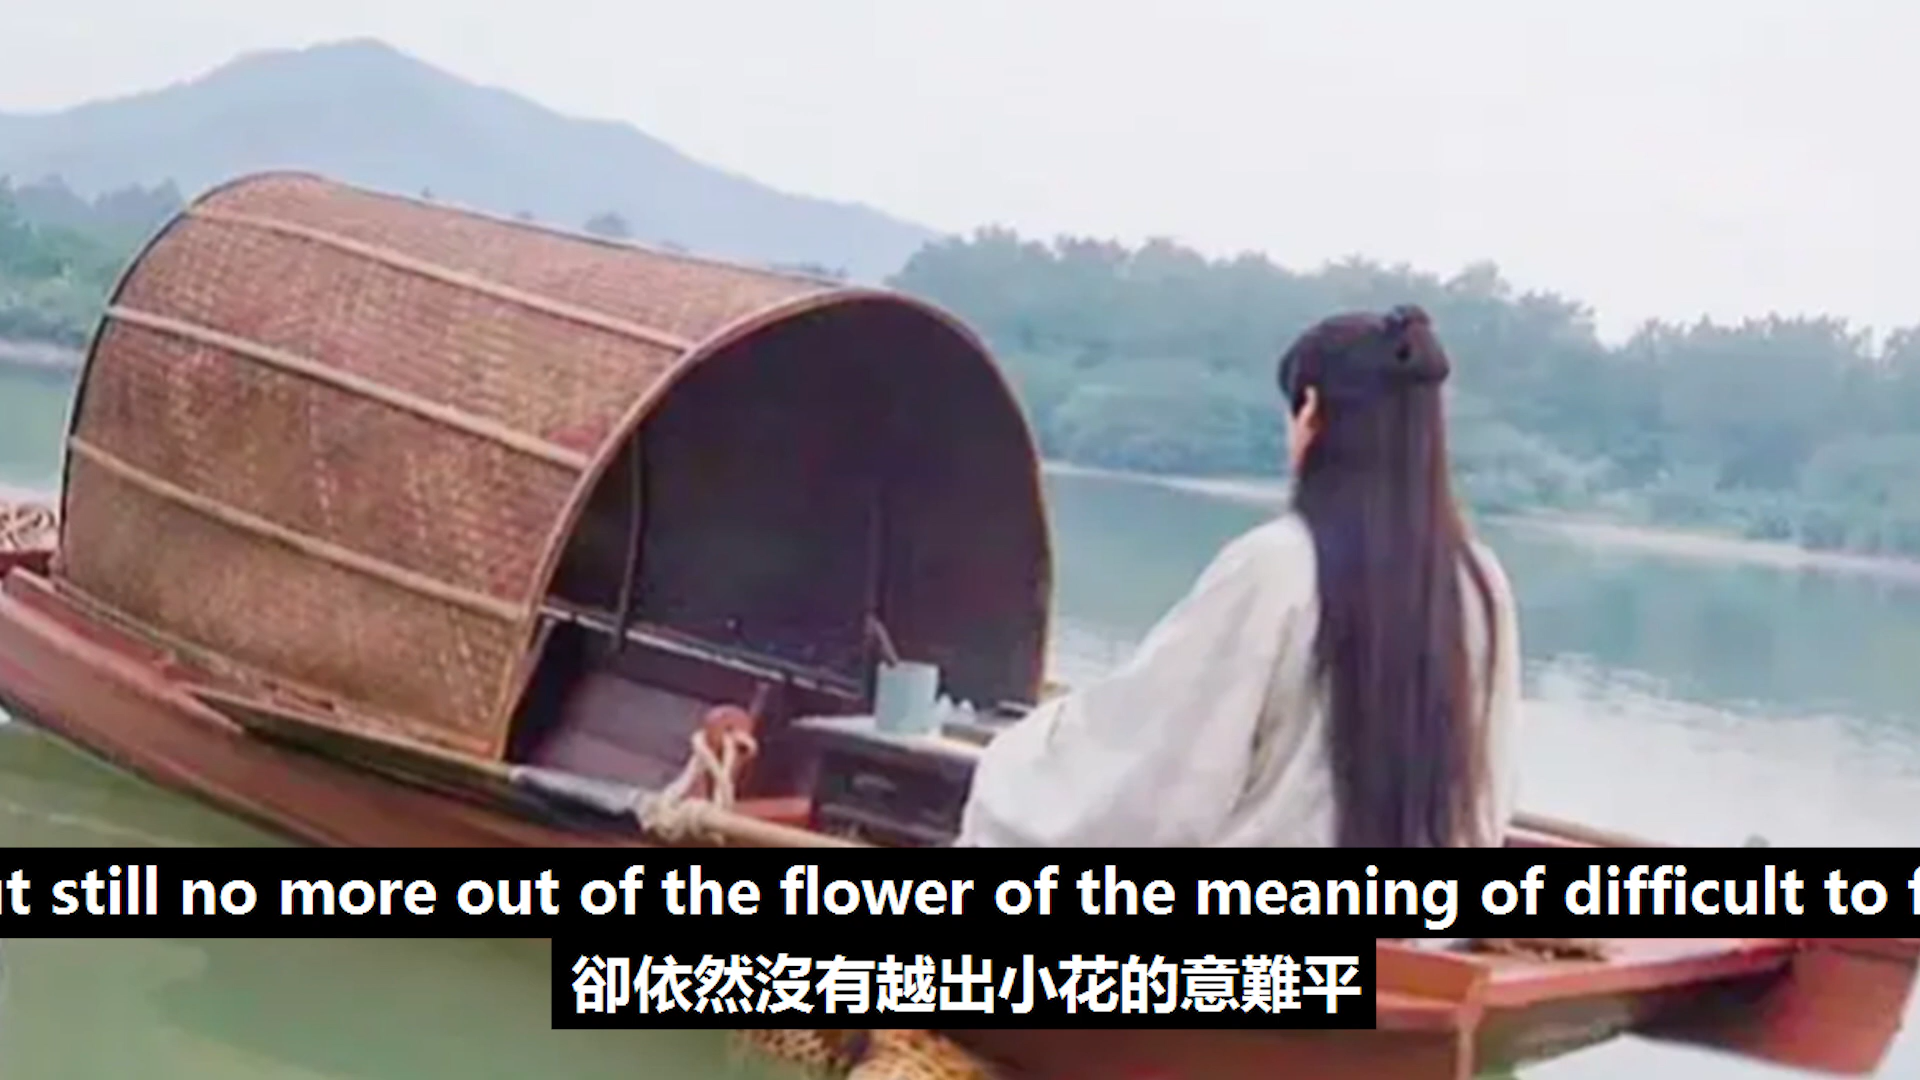 still no more out of the flower of the meaning of difficult to
卻依然沒有越出小花的意難平